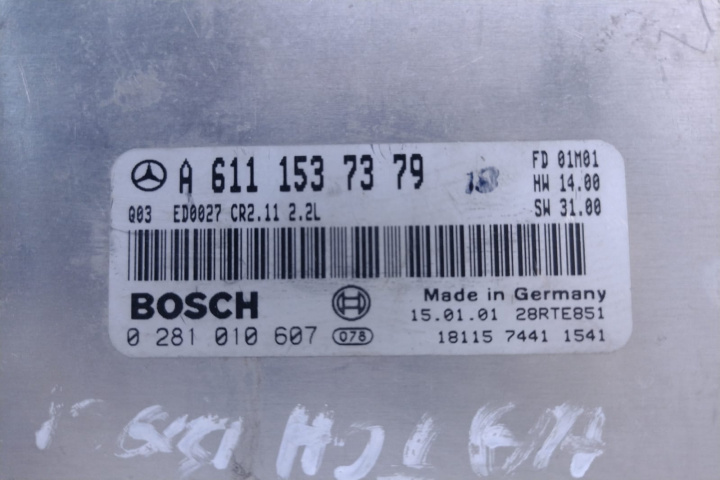 A 611 153 73 79
FD 01M01
HW 14.00
SW 31.00
Q03 ED0027 CR2.11 2.2L
BOSCH
Made in Germany
15.01.01 28RTE851
0 281 010 607 078
18115 7441 1541